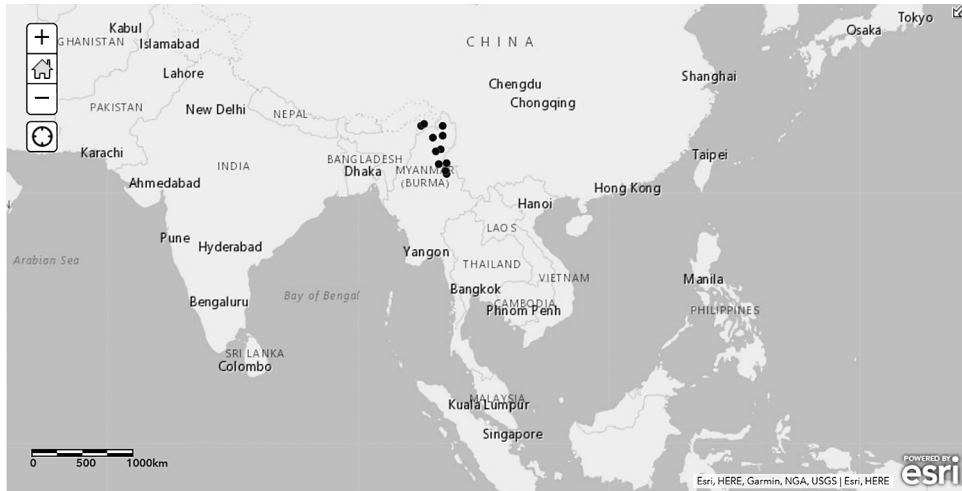 Tokyo
Osaka
Kabul
GHANISTAN
Islamabad
CHINA
Lahore
Shanghai
Chengdu
Chongqing
PAKISTAN
New Delhi
NEPAL
Karachi
Taipei
INDIA
BANGLADESH
Dhaka
MYANMAR
(BURMA)
Ahmedabad
Hong Kong
Hanoi
N
Pune
Hyderabad
LAOS
Arabian Sea
Yangon
THAILAND
VIETNAM
Manila
Bengaluru
Bay of Bengal
Bangkok
CAMBODIA
Phnom Penh
PHILIPPINES
SRI LANKA
Colombo
MALAYSIA
Kuala Lumpur
Singapore
0 500 1000km
Esri, HERE, Garmin, NGA, USGS | Esri, HERE
POWERED BY
esri